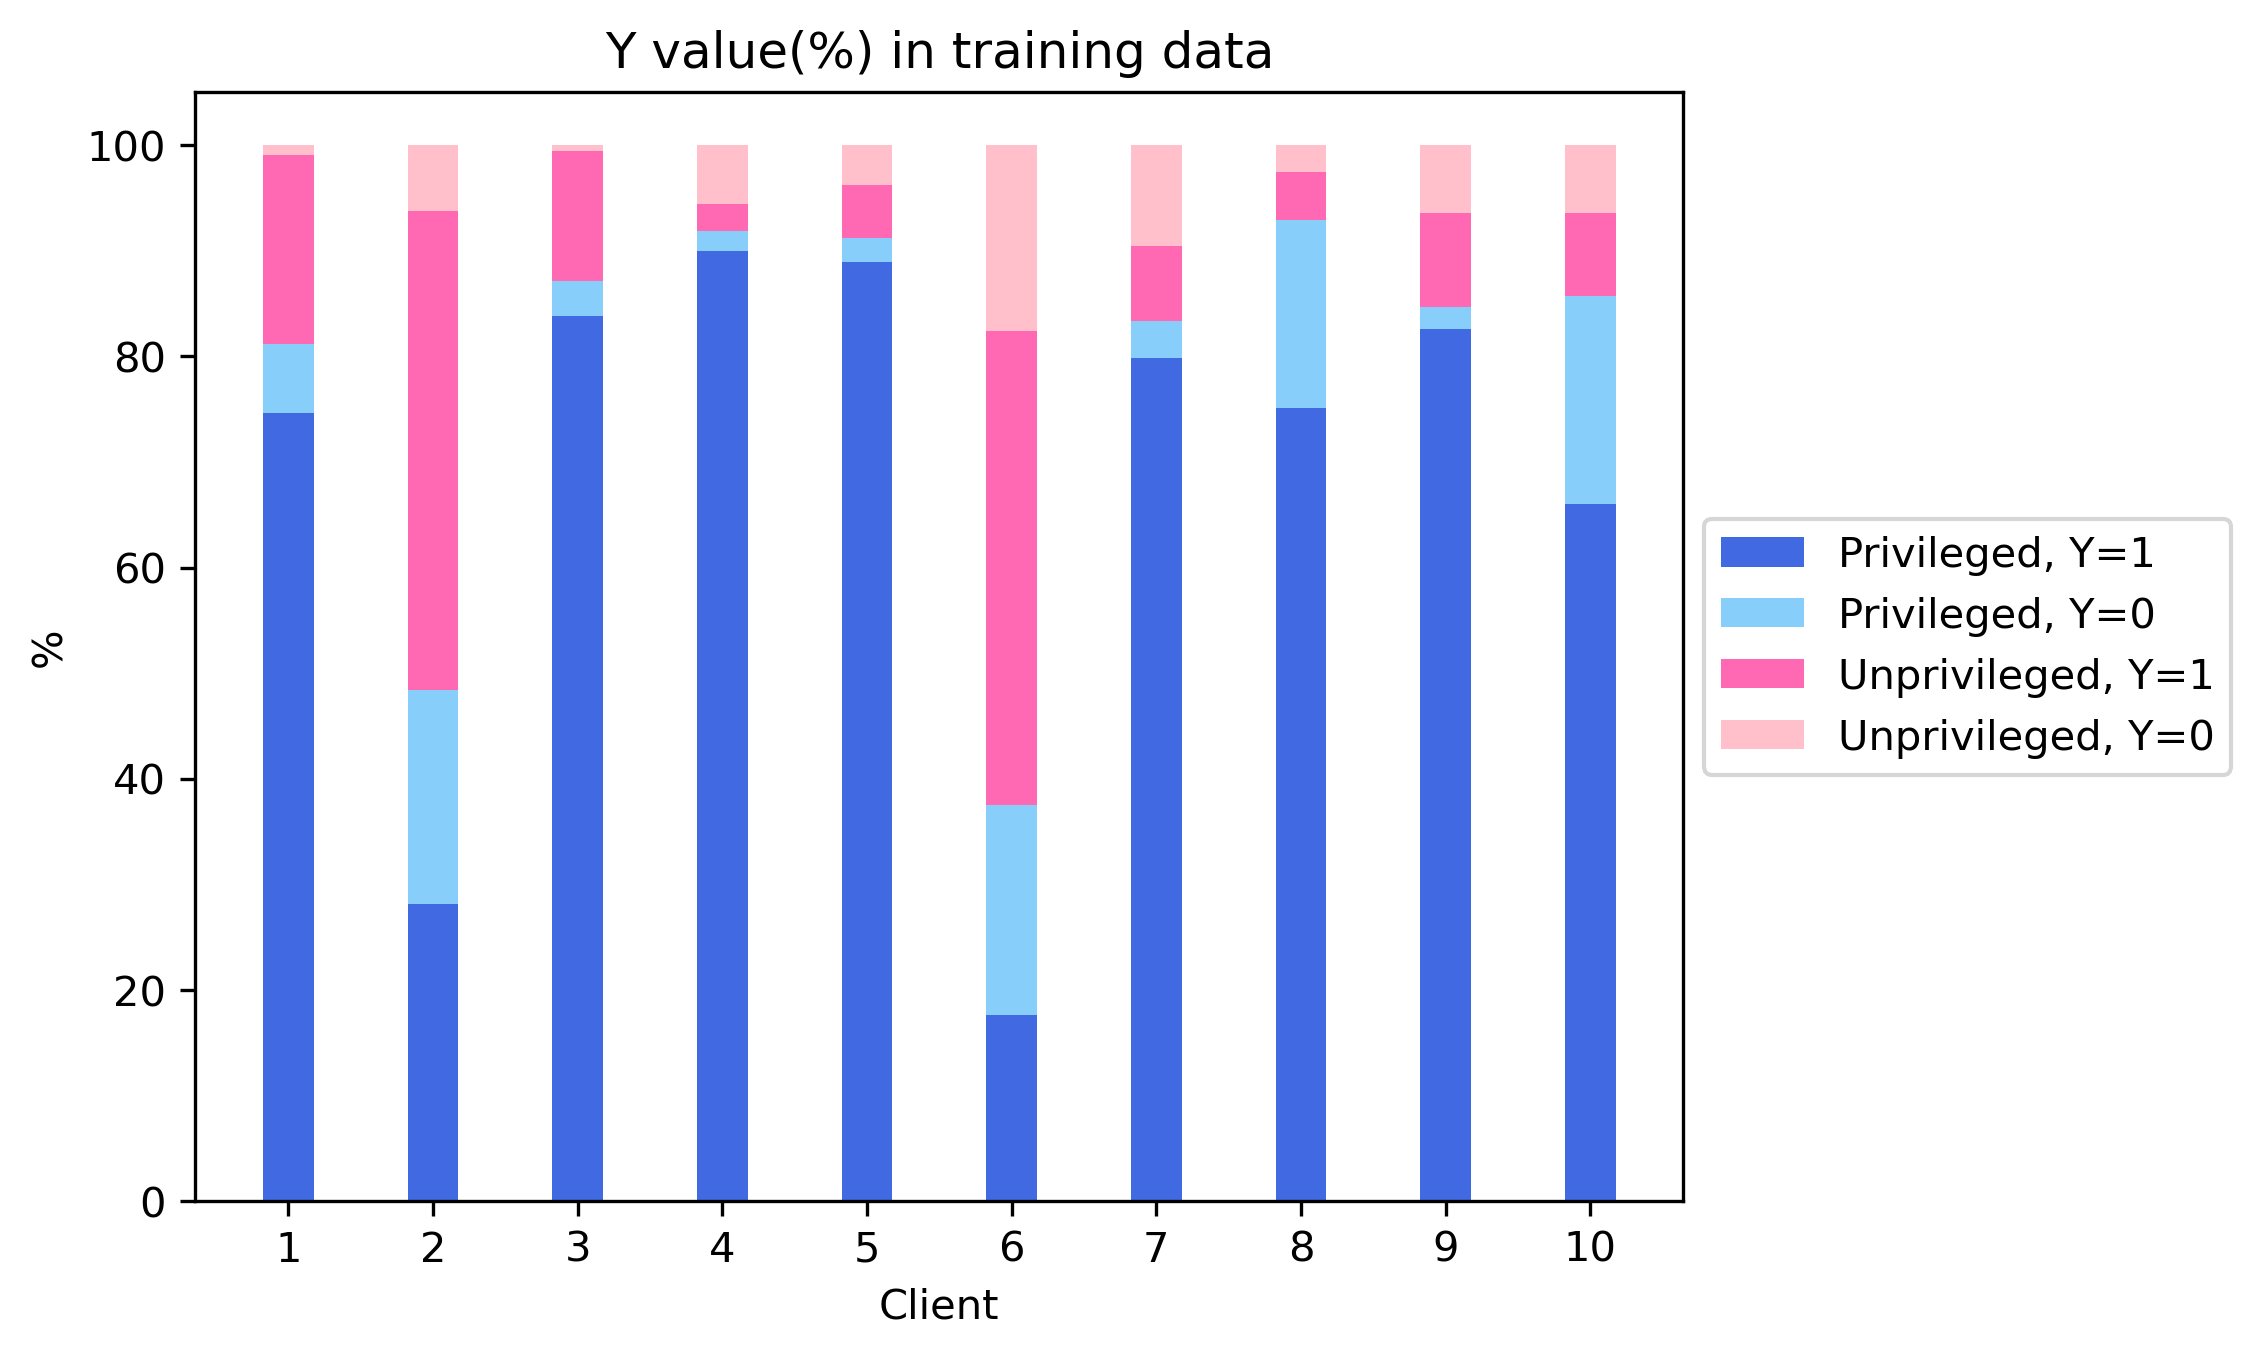 Y value(%) in training data
100
80
60
40
20
0
%
1 2 3 4 5 6 7 8 9 10
Client
Privileged, Y=1
Privileged, Y=0
Unprivileged, Y=1
Unprivileged, Y=0